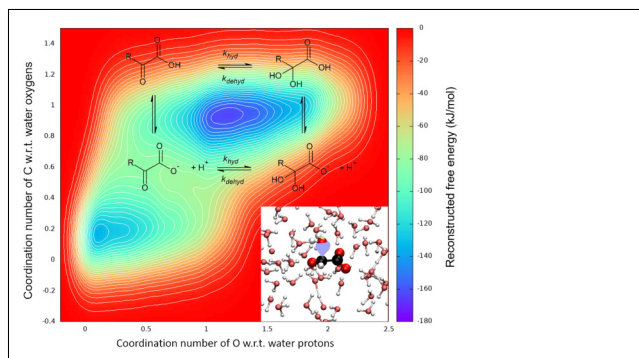 1.4
1.2
1
0.8
0.6
0.4
0.2
0
-0.2
-0.4
Coordination number of C w.r.t. water oxygens
R
O
O
OH
k_hyd
k_dehyd
R
O
OH
HO
OH
R
O
O
O⁻ + H⁺
k_hyd
k_dehyd
R
O
O⁻ + H⁺
HO
OH
0
0.5
1
1.5
2
2.5
Coordination number of O w.r.t. water protons
0
-20
-40
-60
-80
-100
-120
-140
-160
-180
Reconstructed free energy (kJ/mol)